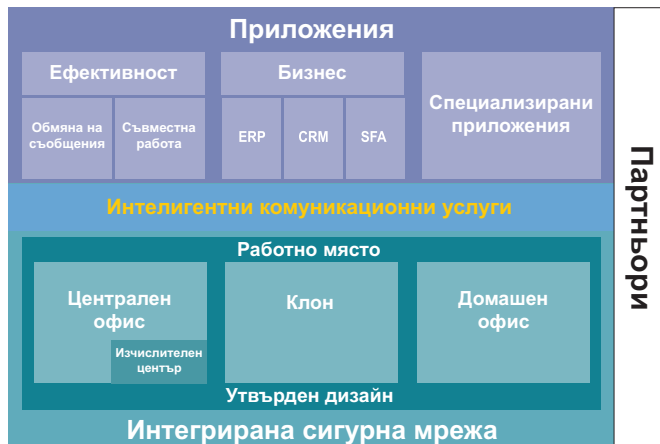 Приложения
Ефективност
Бизнес
Обмяна на
съобщения
Съвместна
работа
ERP
CRM
SFA
Специализирани
приложения
Интелигентни комуникационни услуги
Работно място
Централен
офис
Изчислителен
център
Клон
Домашен
офис
Утвърден дизайн
Интегрирана сигурна мрежа
Партньори